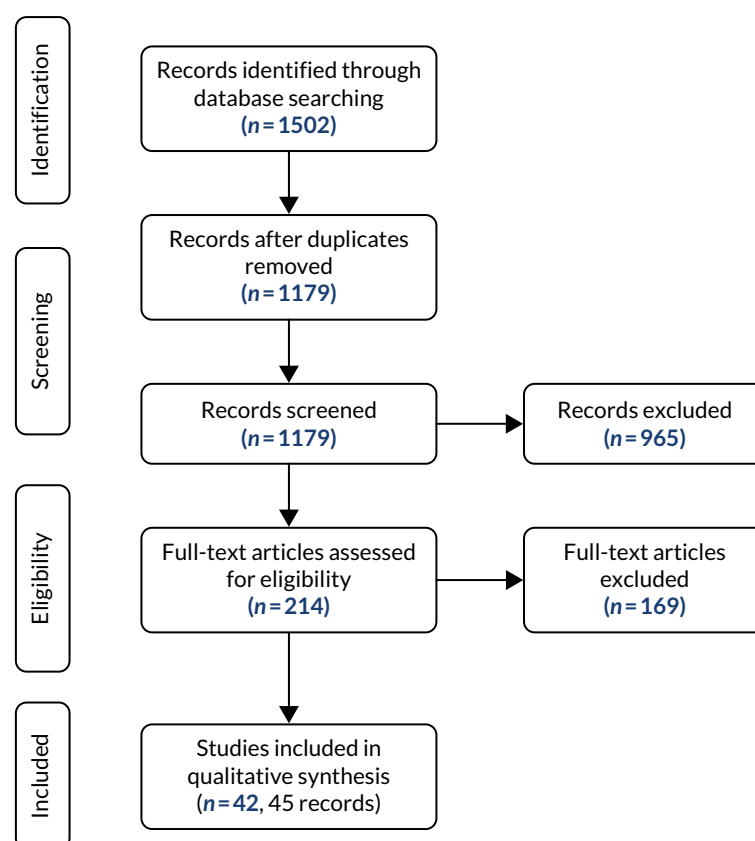 Identification
Records identified through
database searching
(n=1502)
Records after duplicates
removed
(n=1179)
Screening
Records screened
(n=1179)
Records excluded
(n=965)
Eligibility
Full-text articles assessed
for eligibility
(n=214)
Full-text articles
excluded
(n=169)
Included
Studies included in
qualitative synthesis
(n=42, 45 records)